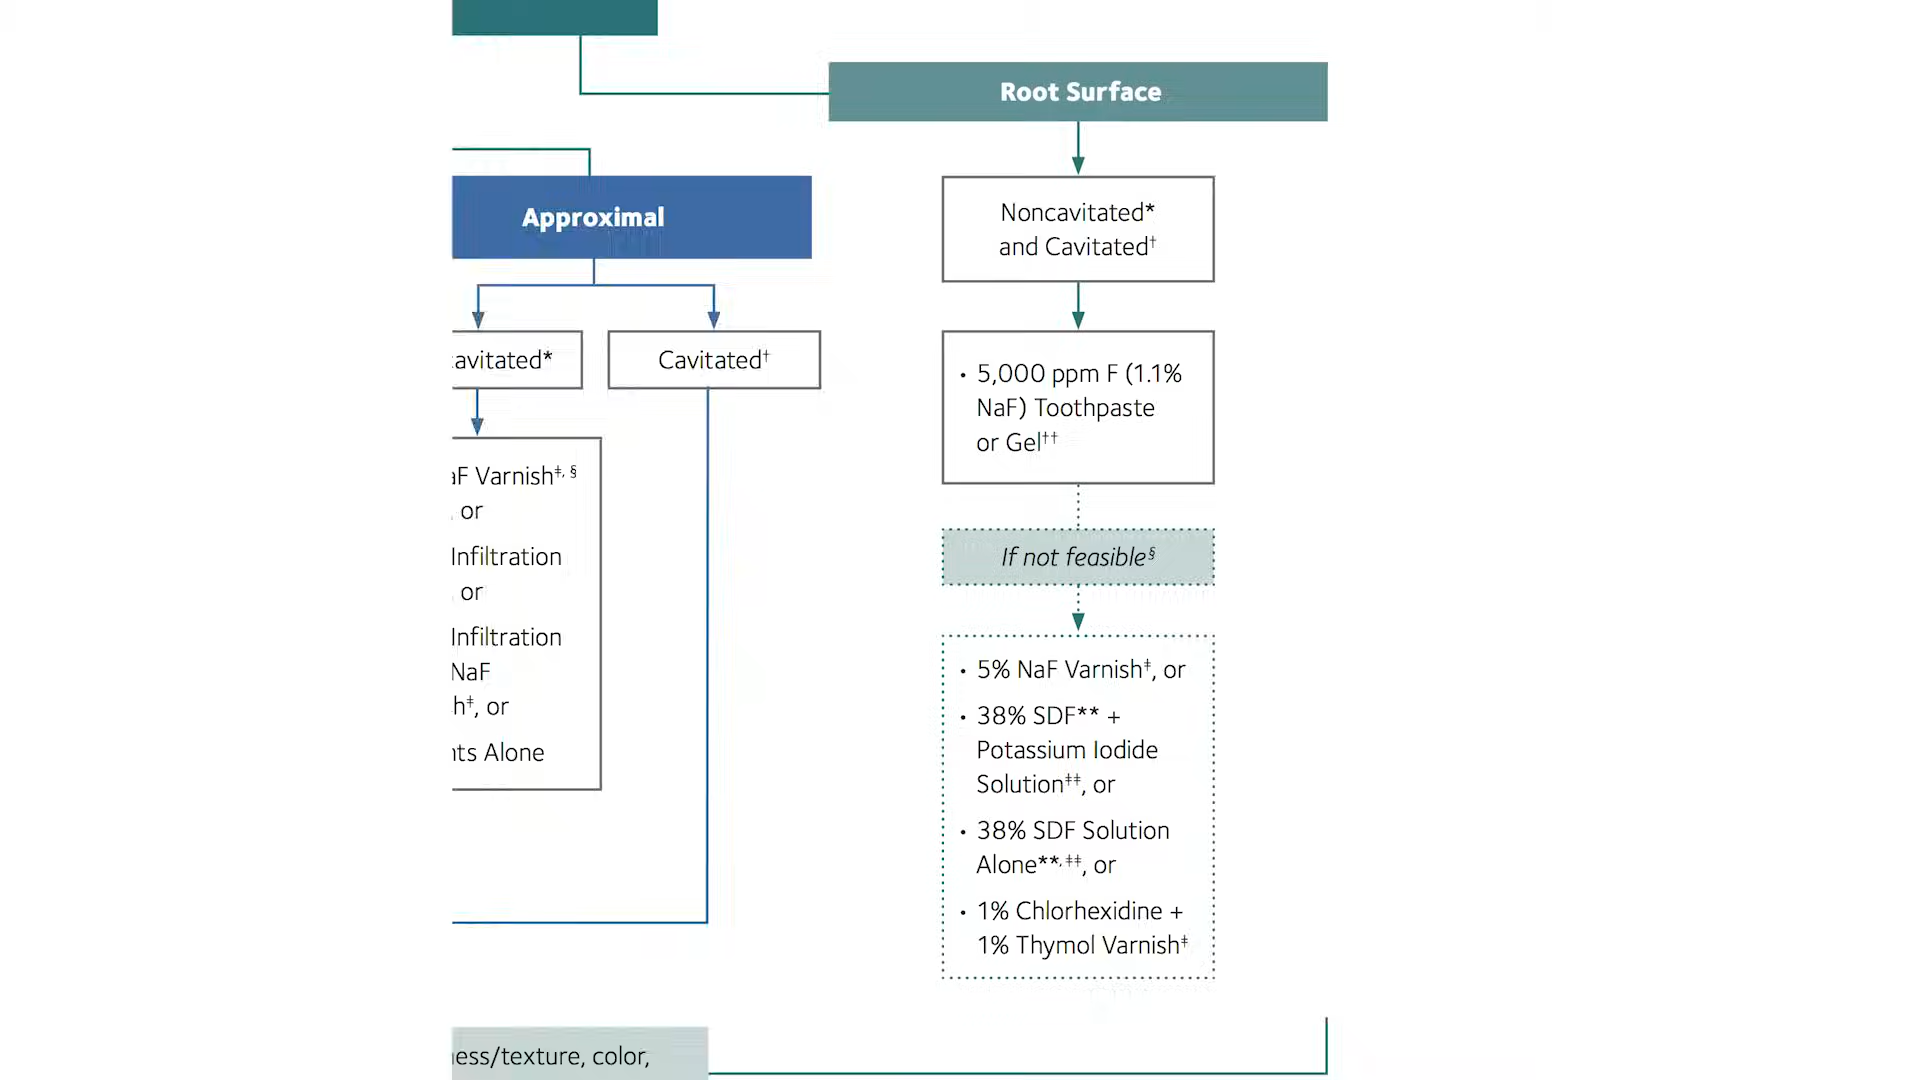 Root Surface
Approximal
Noncavitated*
and Cavitated†
avitated*
Cavitated†
• 5,000 ppm F (1.1%
NaF) Toothpaste
or Gel††
F Varnish‡, §
, or
Infiltration
, or
Infiltration
NaF
h‡, or
ts Alone
If not feasible§
• 5% NaF Varnish‡, or
• 38% SDF** +
Potassium Iodide
Solution‡‡, or
• 38% SDF Solution
Alone**, ‡‡, or
• 1% Chlorhexidine +
1% Thymol Varnish‡
ess/texture, color,